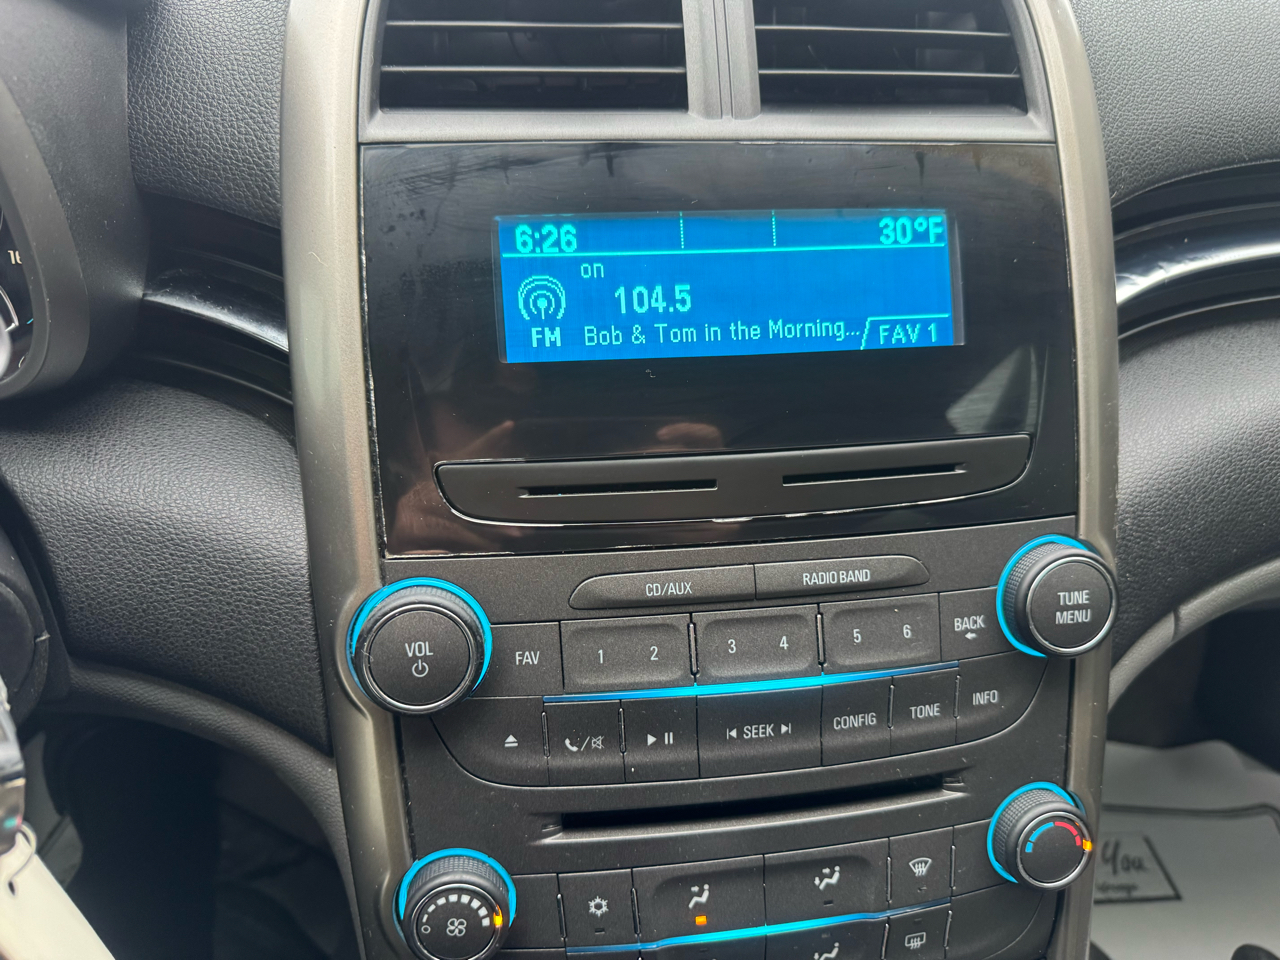 6:26
30°F
on
104.5
FM
Bob & Tom in the Morning...
FAV 1
CD/AUX
RADIO BAND
VOL
FAV
1
2
3
4
5
6
BACK
TUNE
MENU
SEEK
CONFIG
TONE
INFO
You